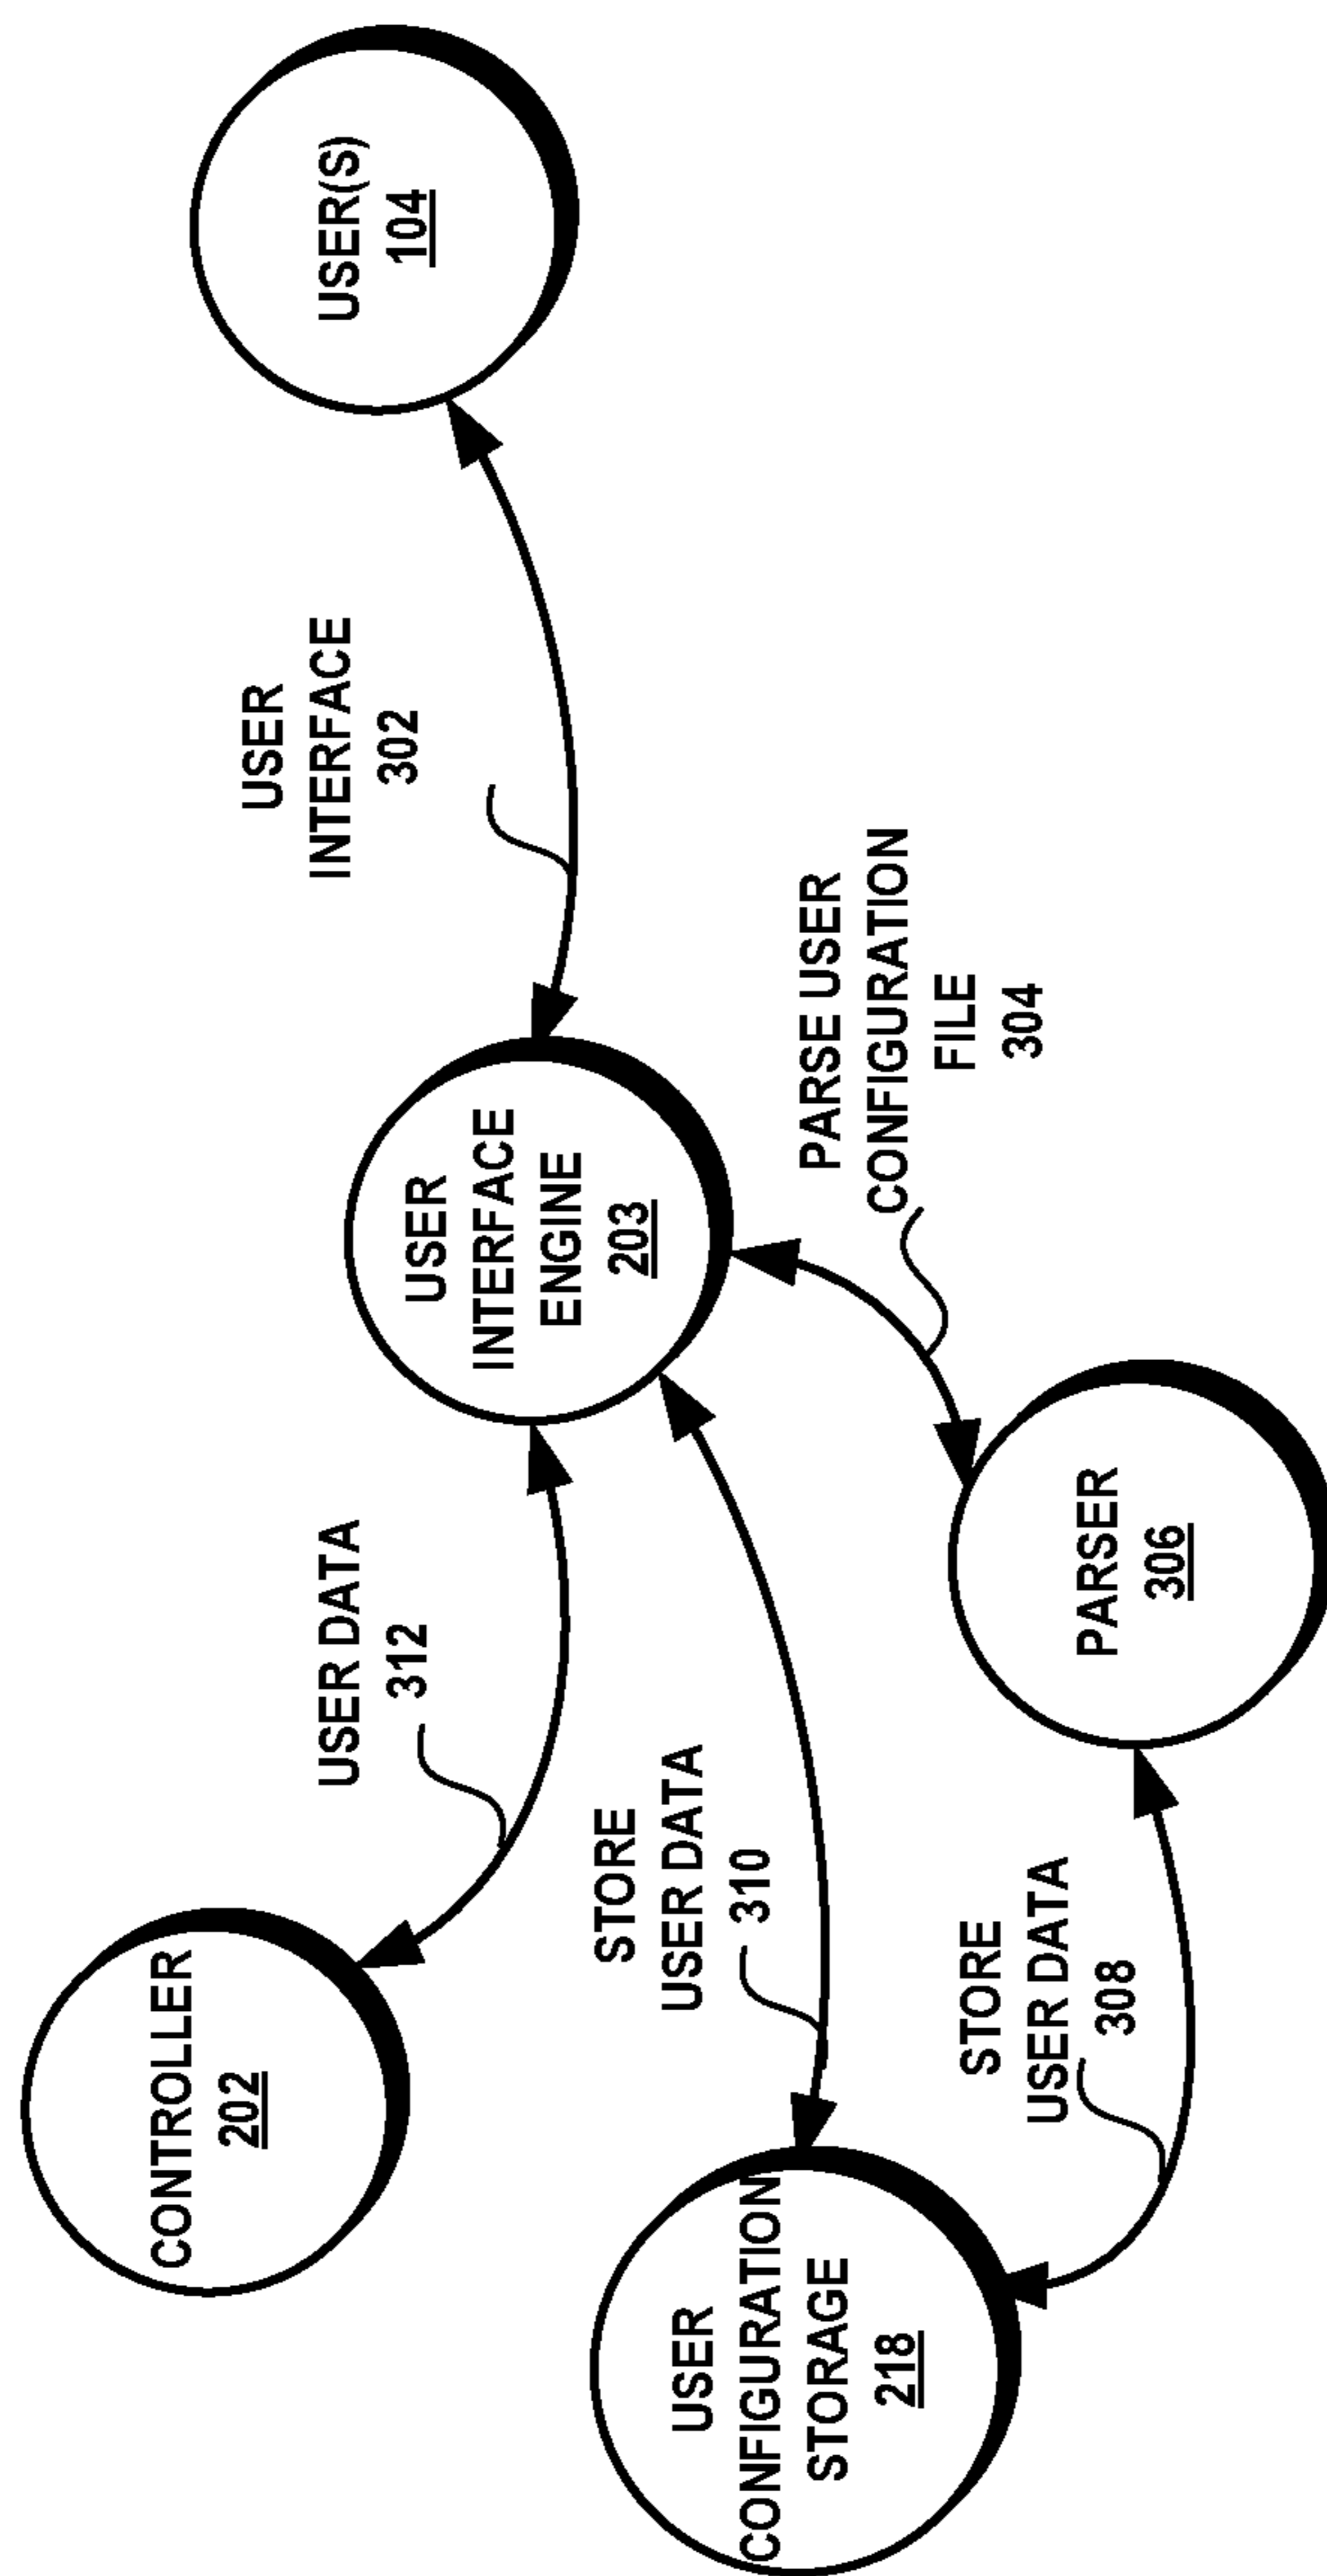 CONTROLLER
202
USER DATA
312
USER
INTERFACE
302
USER(S)
104
USER
INTERFACE
ENGINE
203
STORE
USER DATA
310
USER
CONFIGURATION
STORAGE
218
PARSE USER
CONFIGURATION
FILE
304
STORE
USER DATA
308
PARSER
306